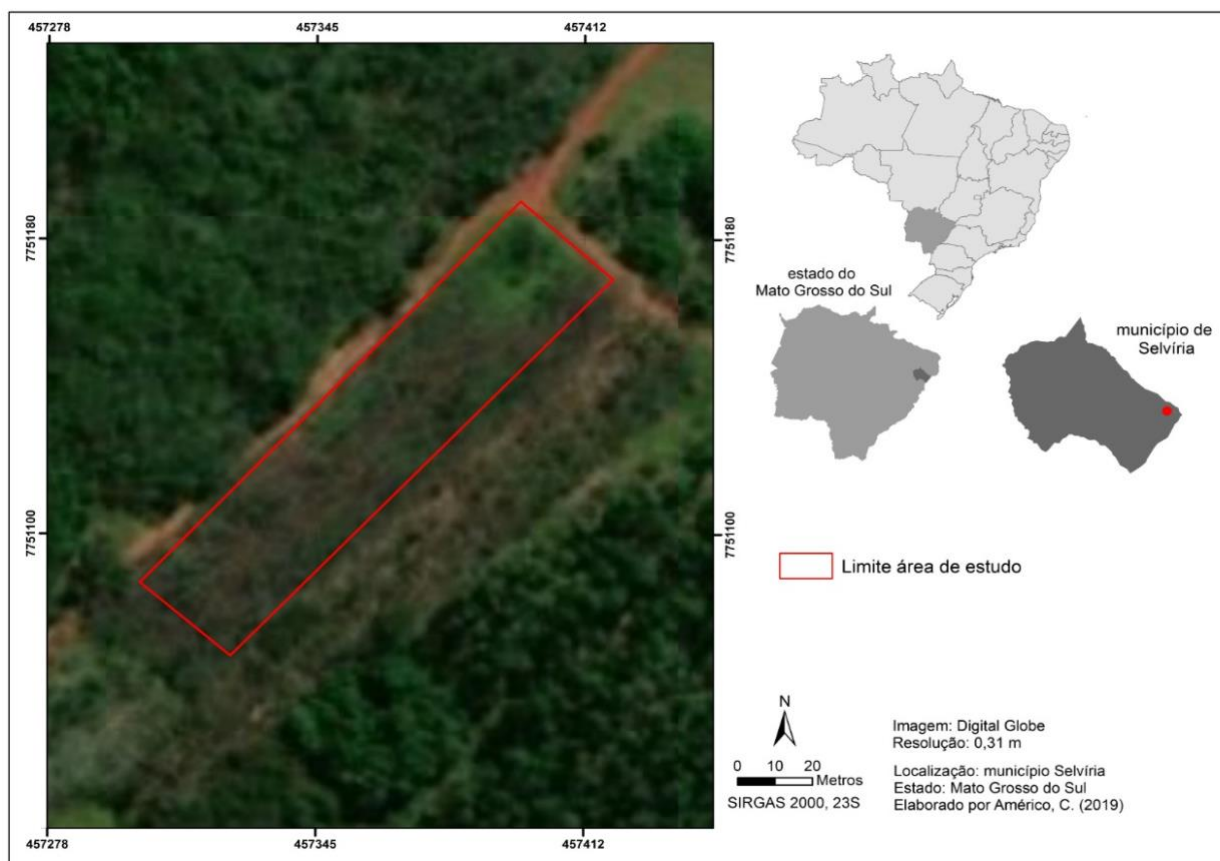 457278
457345
457412
7751180
7751180
7751100
7751100
457278
457345
457412
estado do
Mato Grosso do Sul
município de
Selvíria
Limite área de estudo
N
0 10 20
Metros
SIRGAS 2000, 23S
Imagem: Digital Globe
Resolução: 0,31 m
Localização: município Selvíria
Estado: Mato Grosso do Sul
Elaborado por Américo, C. (2019)